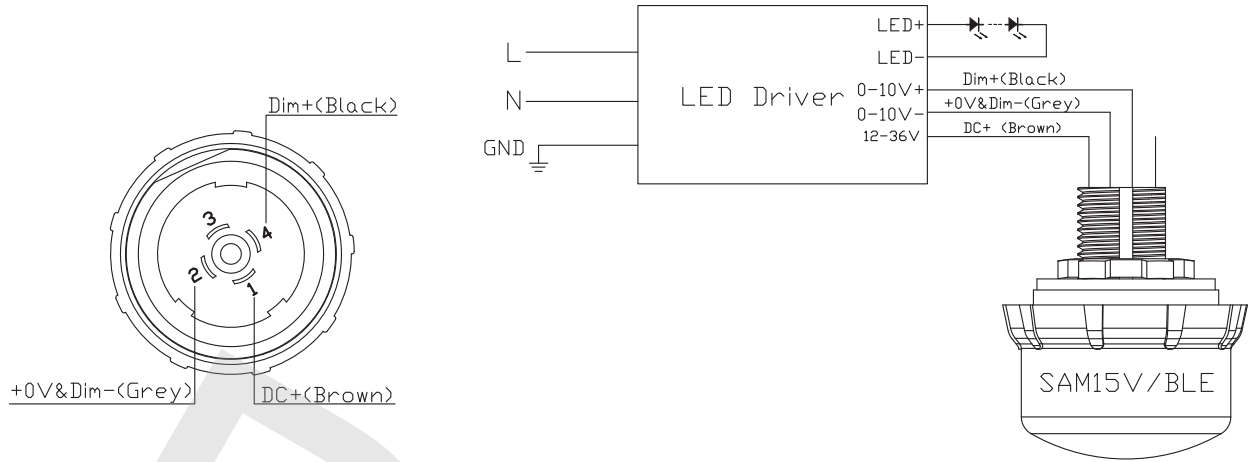 Dim+(Black)
3
4
2
1
+0V&Dim-(Grey)
DC+(Brown)
L
N
GND
LED Driver
LED+
LED-
0-10V+
0-10V-
12-36V
Dim+(Black)
+0V&Dim-(Grey)
DC+ (Brown)
SAM15V/BLE